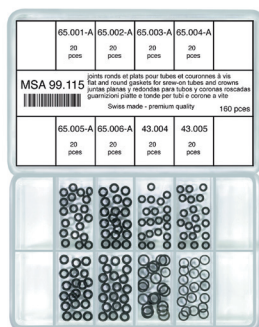 65.001-A 65.002-A 65.003-A 65.004-A
20 20 20 20
pces pces pces pces
MSA 99.115
joints ronds et plats pour tubes et couronnes à vis
flat and round gaskets for srew-on tubes and crowns
juntas planas y redondas para tubos y coronas roscadas
guarnizioni piatte e tonde per tubi e corone a vite
Swiss made - premium quality 160 pces
65.005-A 65.006-A 43.004 43.005
20 20 20 20
pces pces pces pces